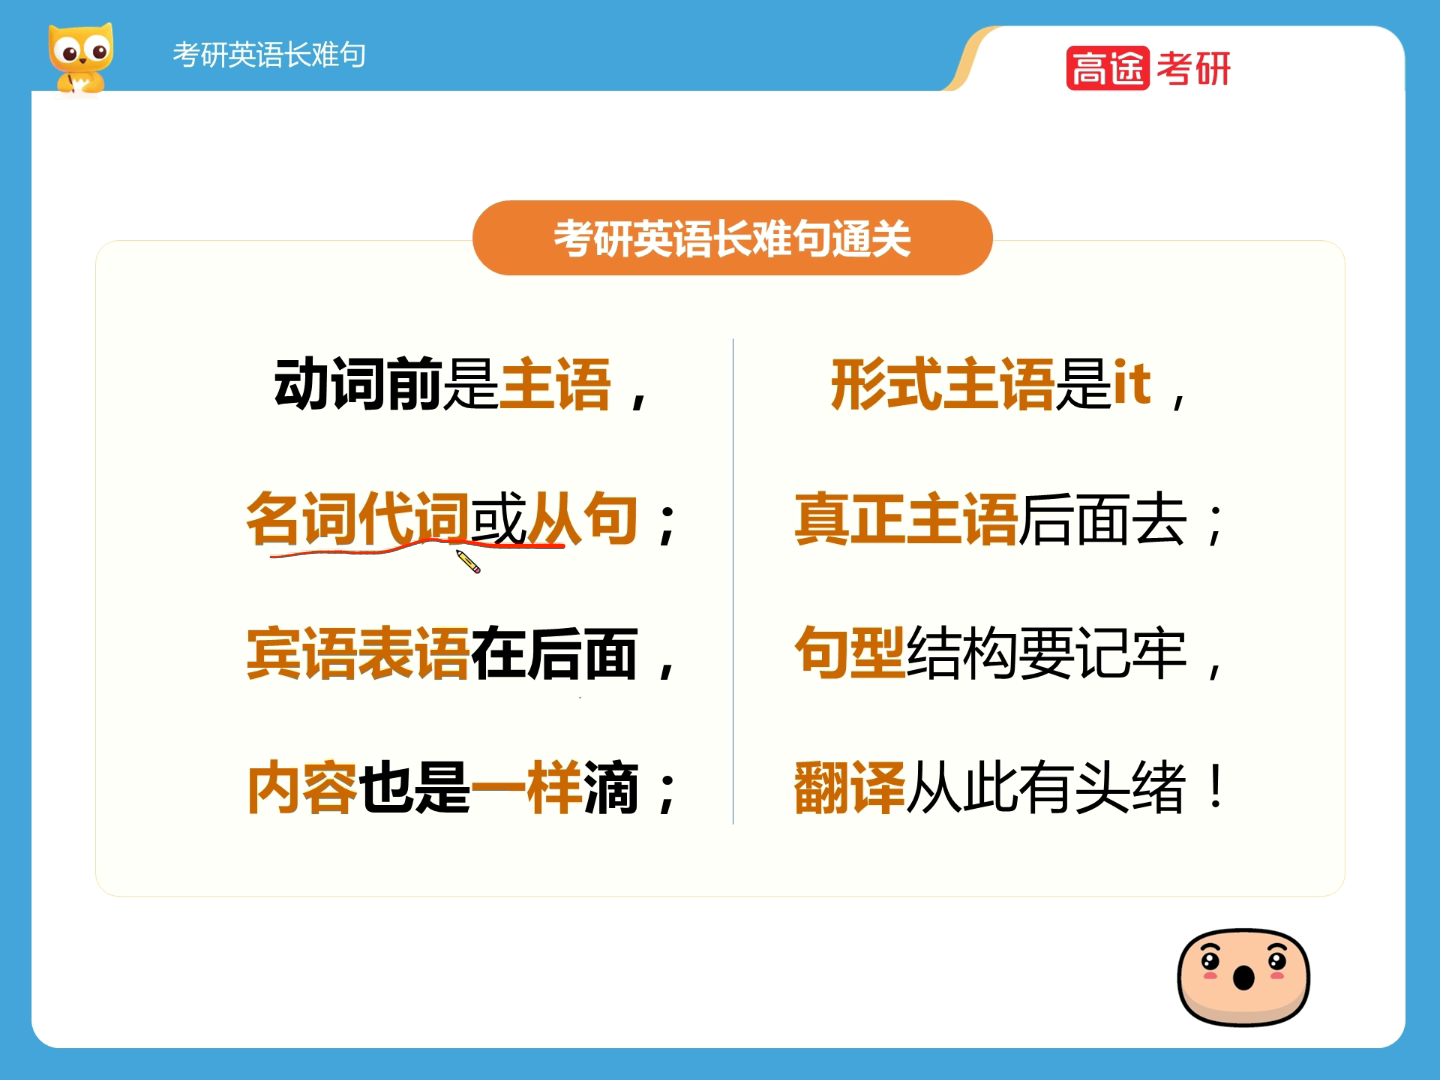 考研英语长难句
高途考研
考研英语长难句通关
动词前是主语，
名词代词或从句；
宾语表语在后面，
内容也是一样滴；
形式主语是it，
真正主语后面去；
句型结构要记牢，
翻译从此有头绪！